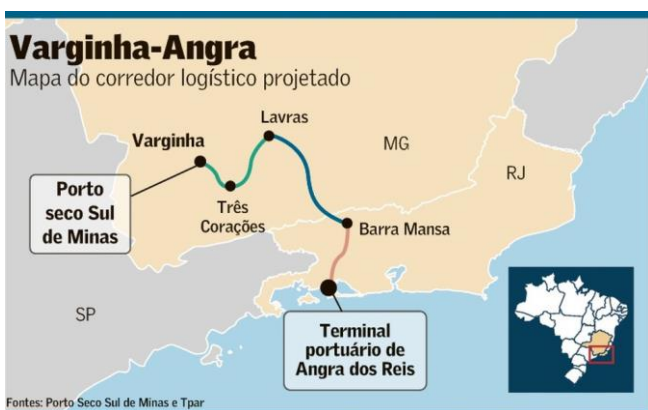 Varginha-Angra
Mapa do corredor logístico projetado
Lavras
Varginha
MG
RJ
Porto
seco Sul
de Minas
Três
Corações
Barra Mansa
SP
Terminal
portuário de
Angra dos Reis
Fontes: Porto Seco Sul de Minas e Tpar